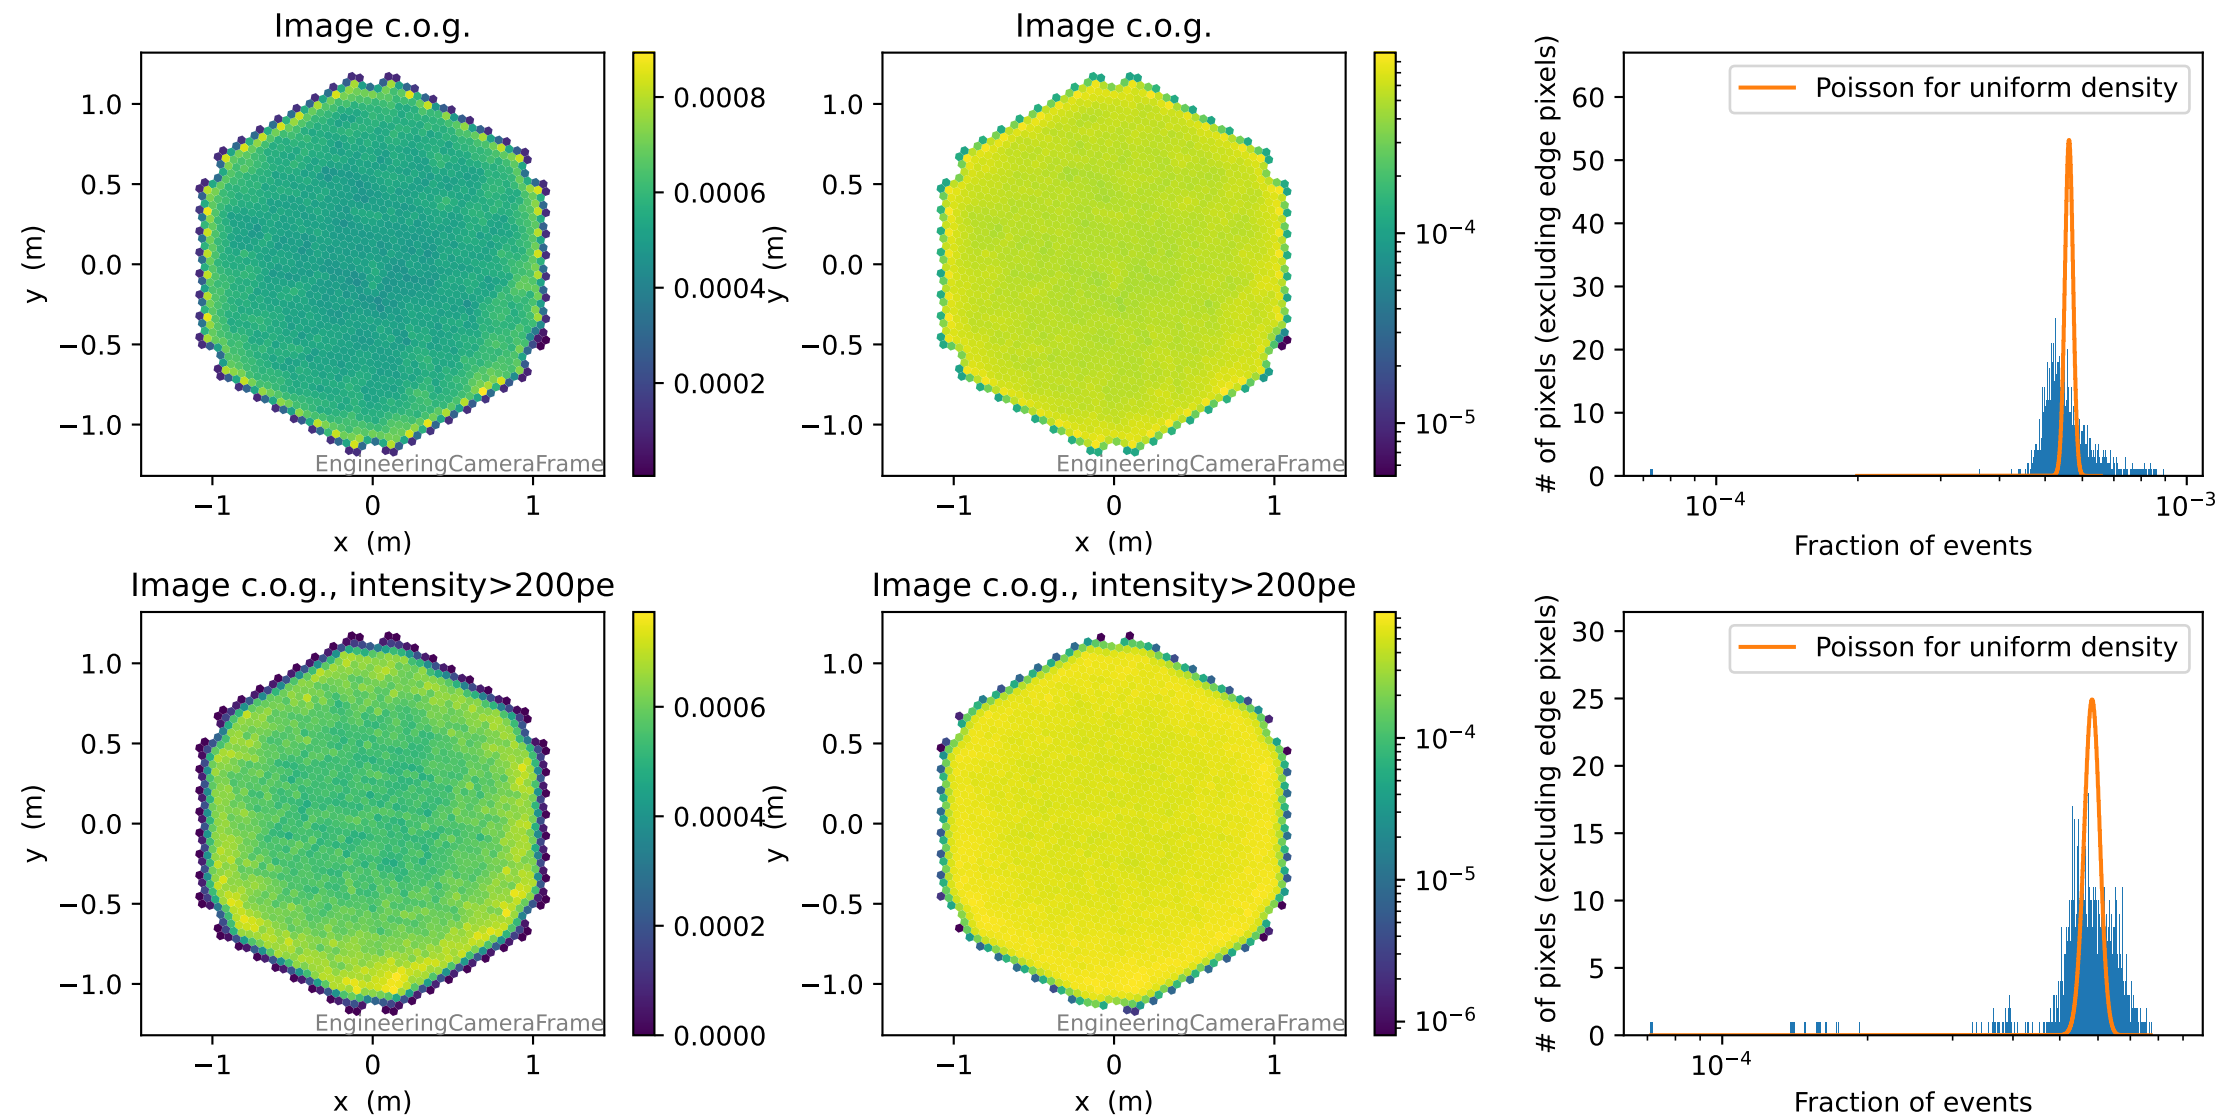 Image c.o.g.
1.0
0.5
0.0
−0.5
−1.0
y (m)
−1
0
1
x (m)
EngineeringCameraFrame
0.0008
0.0006
0.0004
0.0002
Image c.o.g.
1.0
0.5
0.0
−0.5
−1.0
y (m)
−1
0
1
x (m)
EngineeringCameraFrame
10⁻⁴
10⁻⁵
# of pixels (excluding edge pixels)
60
50
40
30
20
10
0
Poisson for uniform density
10⁻⁴
10⁻³
Fraction of events
Image c.o.g., intensity>200pe
1.0
0.5
0.0
−0.5
−1.0
y (m)
−1
0
1
x (m)
EngineeringCameraFrame
0.0006
0.0004
0.0002
0.0000
Image c.o.g., intensity>200pe
1.0
0.5
0.0
−0.5
−1.0
y (m)
−1
0
1
x (m)
EngineeringCameraFrame
10⁻⁴
10⁻⁵
10⁻⁶
# of pixels (excluding edge pixels)
30
25
20
15
10
5
0
Poisson for uniform density
10⁻⁴
Fraction of events